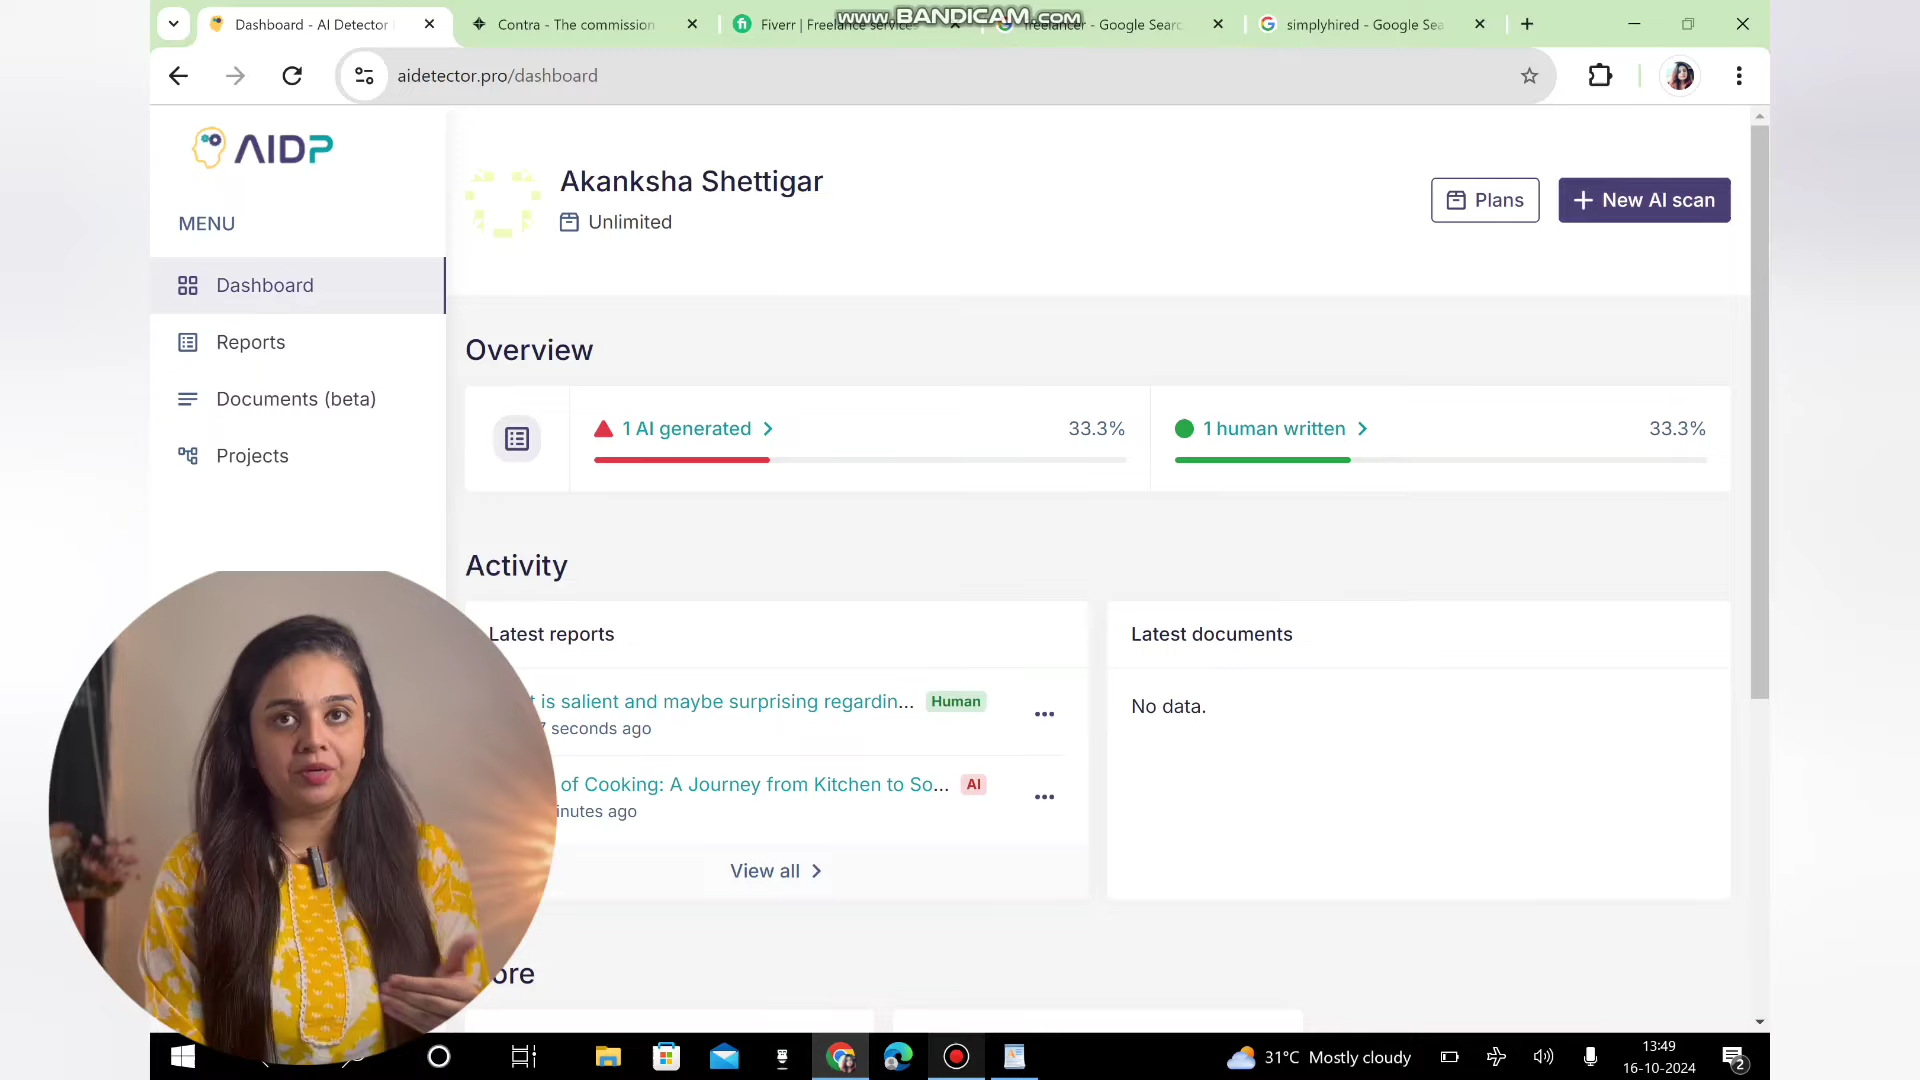 Dashboard - AI Detector
Contra - The commission
Fiverr | Freelance services
www.BANDICAM.com
freelancer - Google Searc
simplyhired - Google Sea
aidetector.pro/dashboard
AIDP
MENU
Dashboard
Reports
Documents (beta)
Projects
Akanksha Shettigar
Unlimited
Plans
New AI scan
Overview
1 AI generated
33.3%
1 human written
33.3%
Activity
Latest reports
is salient and maybe surprising regardin...
Human
seconds ago
of Cooking: A Journey from Kitchen to So...
AI
ago
View all
Latest documents
No data.
31°C Mostly cloudy
13:49
16-10-2024
2